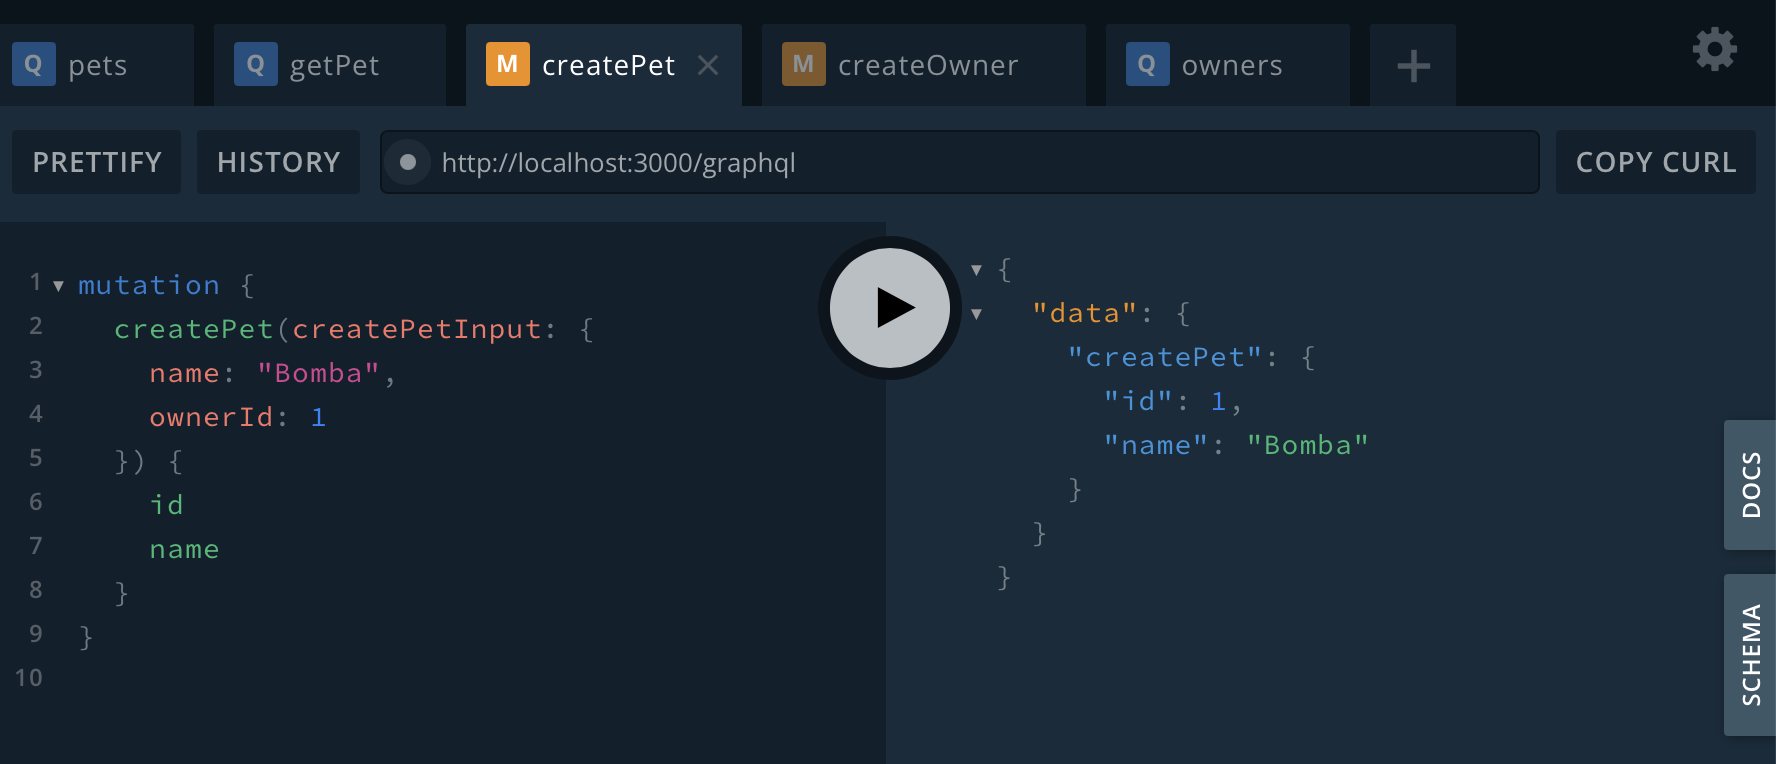 Q pets Q getPet M createPet × M createOwner Q owners +
PRETTIFY HISTORY http://localhost:3000/graphql COPY CURL
1 mutation {
2 createPet(createPetInput: {
3 name: "Bomba",
4 ownerId: 1
5 }) {
6 id
7 name
8 }
9 }
10
{
"data": {
"createPet": {
"id": 1,
"name": "Bomba"
}
}
}
DOCS
SCHEMA